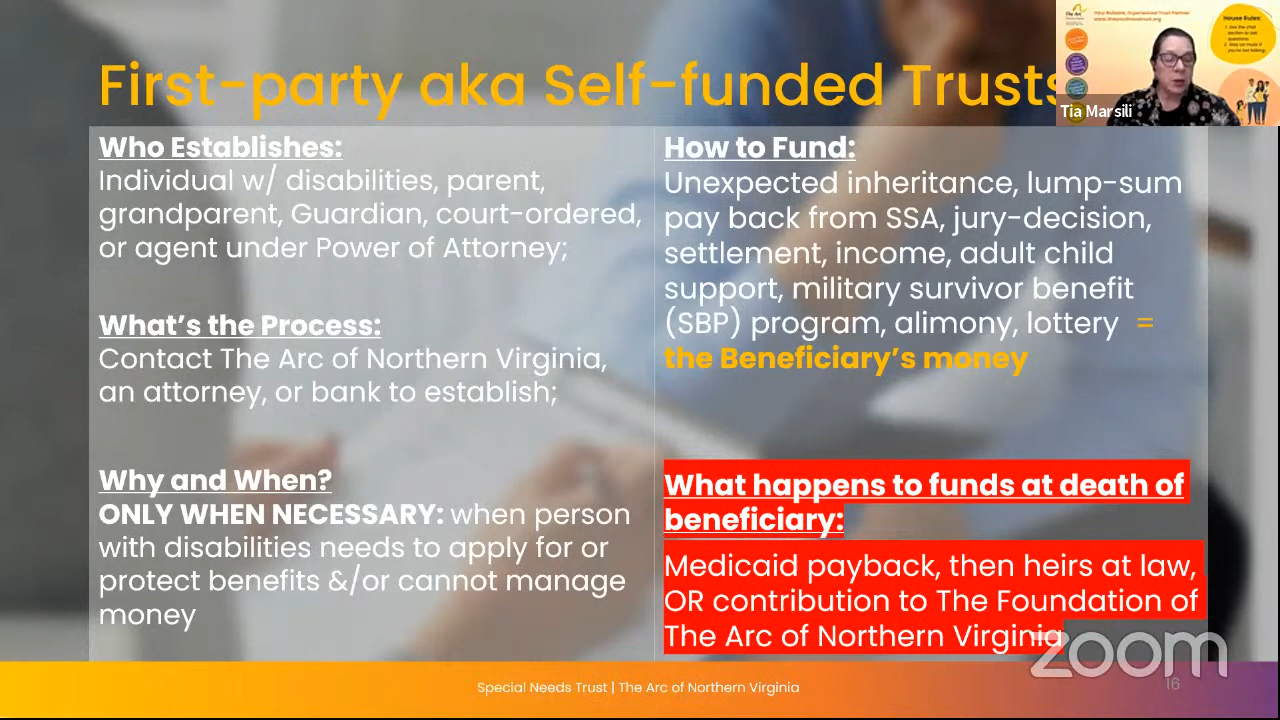 First-party aka Self-funded Trusts
Who Establishes:
Individual w/ disabilities, parent,
grandparent, Guardian, court-ordered,
or agent under Power of Attorney;
What's the Process:
Contact The Arc of Northern Virginia,
an attorney, or bank to establish;
Why and When?
ONLY WHEN NECESSARY: when person
with disabilities needs to apply for or
protect benefits &/or cannot manage
money
How to Fund:
Unexpected inheritance, lump-sum
pay back from SSA, jury-decision,
settlement, income, adult child
support, military survivor benefit
(SBP) program, alimony, lottery =
the Beneficiary's money
What happens to funds at death of
beneficiary:
Medicaid payback, then heirs at law,
OR contribution to The Foundation of
The Arc of Northern Virginia
The Arc
House Rules:
Tia Marsili
zoom
Special Needs Trust | The Arc of Northern Virginia
16